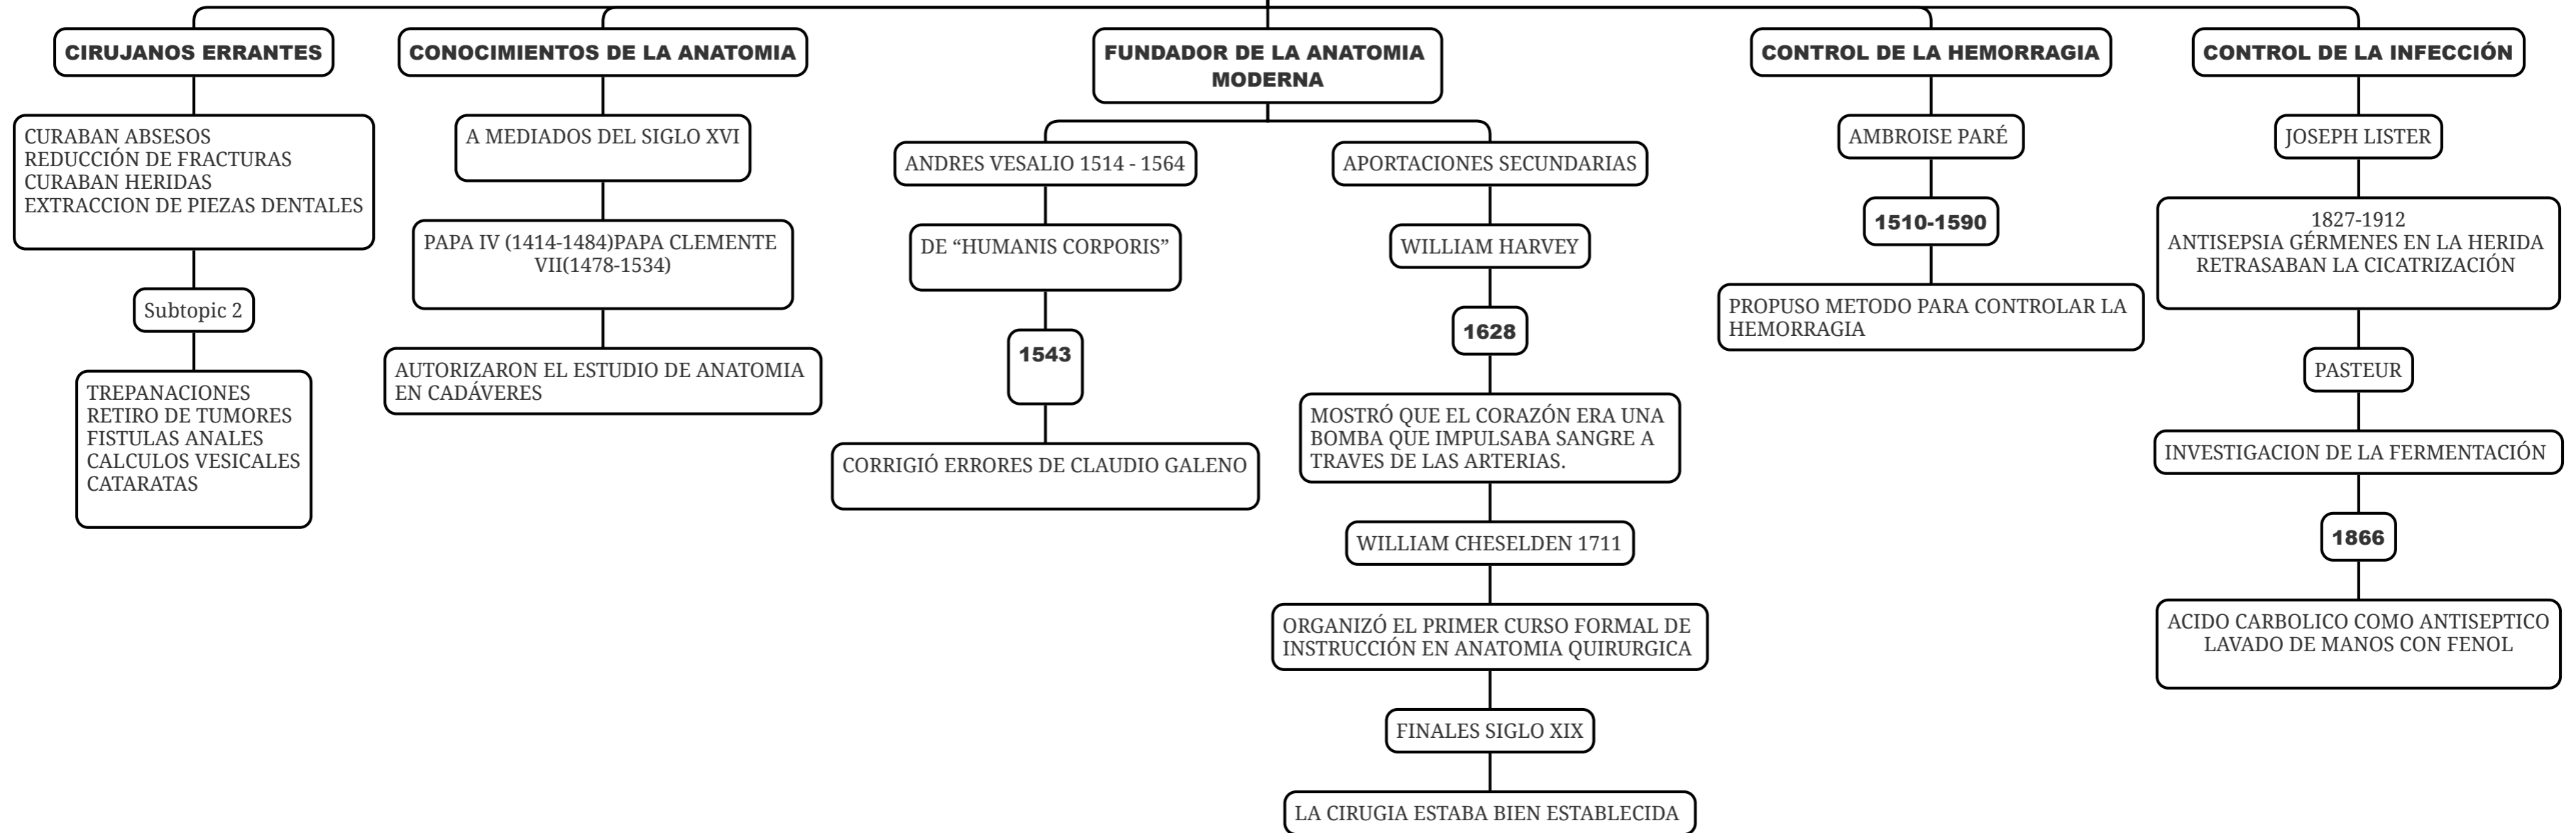 CIRUJANOS ERRANTES
CURABAN ABSESOS
REDUCCIÓN DE FRACTURAS
CURABAN HERIDAS
EXTRACCION DE PIEZAS DENTALES
Subtopic 2
TREPANACIONES
RETIRO DE TUMORES
FISTULAS ANALES
CALCULOS VESICALES
CATARATAS
CONOCIMIENTOS DE LA ANATOMIA
A MEDIADOS DEL SIGLO XVI
PAPA IV (1414-1484)PAPA CLEMENTE
VII(1478-1534)
AUTORIZARON EL ESTUDIO DE ANATOMIA
EN CADÁVERES
FUNDADOR DE LA ANATOMIA
MODERNA
ANDRES VESALIO 1514 - 1564
DE “HUMANIS CORPORIS”
1543
CORRIGIÓ ERRORES DE CLAUDIO GALENO
APORTACIONES SECUNDARIAS
WILLIAM HARVEY
1628
MOSTRÓ QUE EL CORAZÓN ERA UNA
BOMBA QUE IMPULSABA SANGRE A
TRAVES DE LAS ARTERIAS.
WILLIAM CHESELDEN 1711
ORGANIZÓ EL PRIMER CURSO FORMAL DE
INSTRUCCIÓN EN ANATOMIA QUIRURGICA
FINALES SIGLO XIX
LA CIRUGIA ESTABA BIEN ESTABLECIDA
CONTROL DE LA HEMORRAGIA
AMBROISE PARÉ
1510-1590
PROPUSO METODO PARA CONTROLAR LA
HEMORRAGIA
CONTROL DE LA INFECCIÓN
JOSEPH LISTER
1827-1912
ANTISEPSIA GÉRMENES EN LA HERIDA
RETRASABAN LA CICATRIZACIÓN
PASTEUR
INVESTIGACION DE LA FERMENTACIÓN
1866
ACIDO CARBOLICO COMO ANTISEPTICO
LAVADO DE MANOS CON FENOL